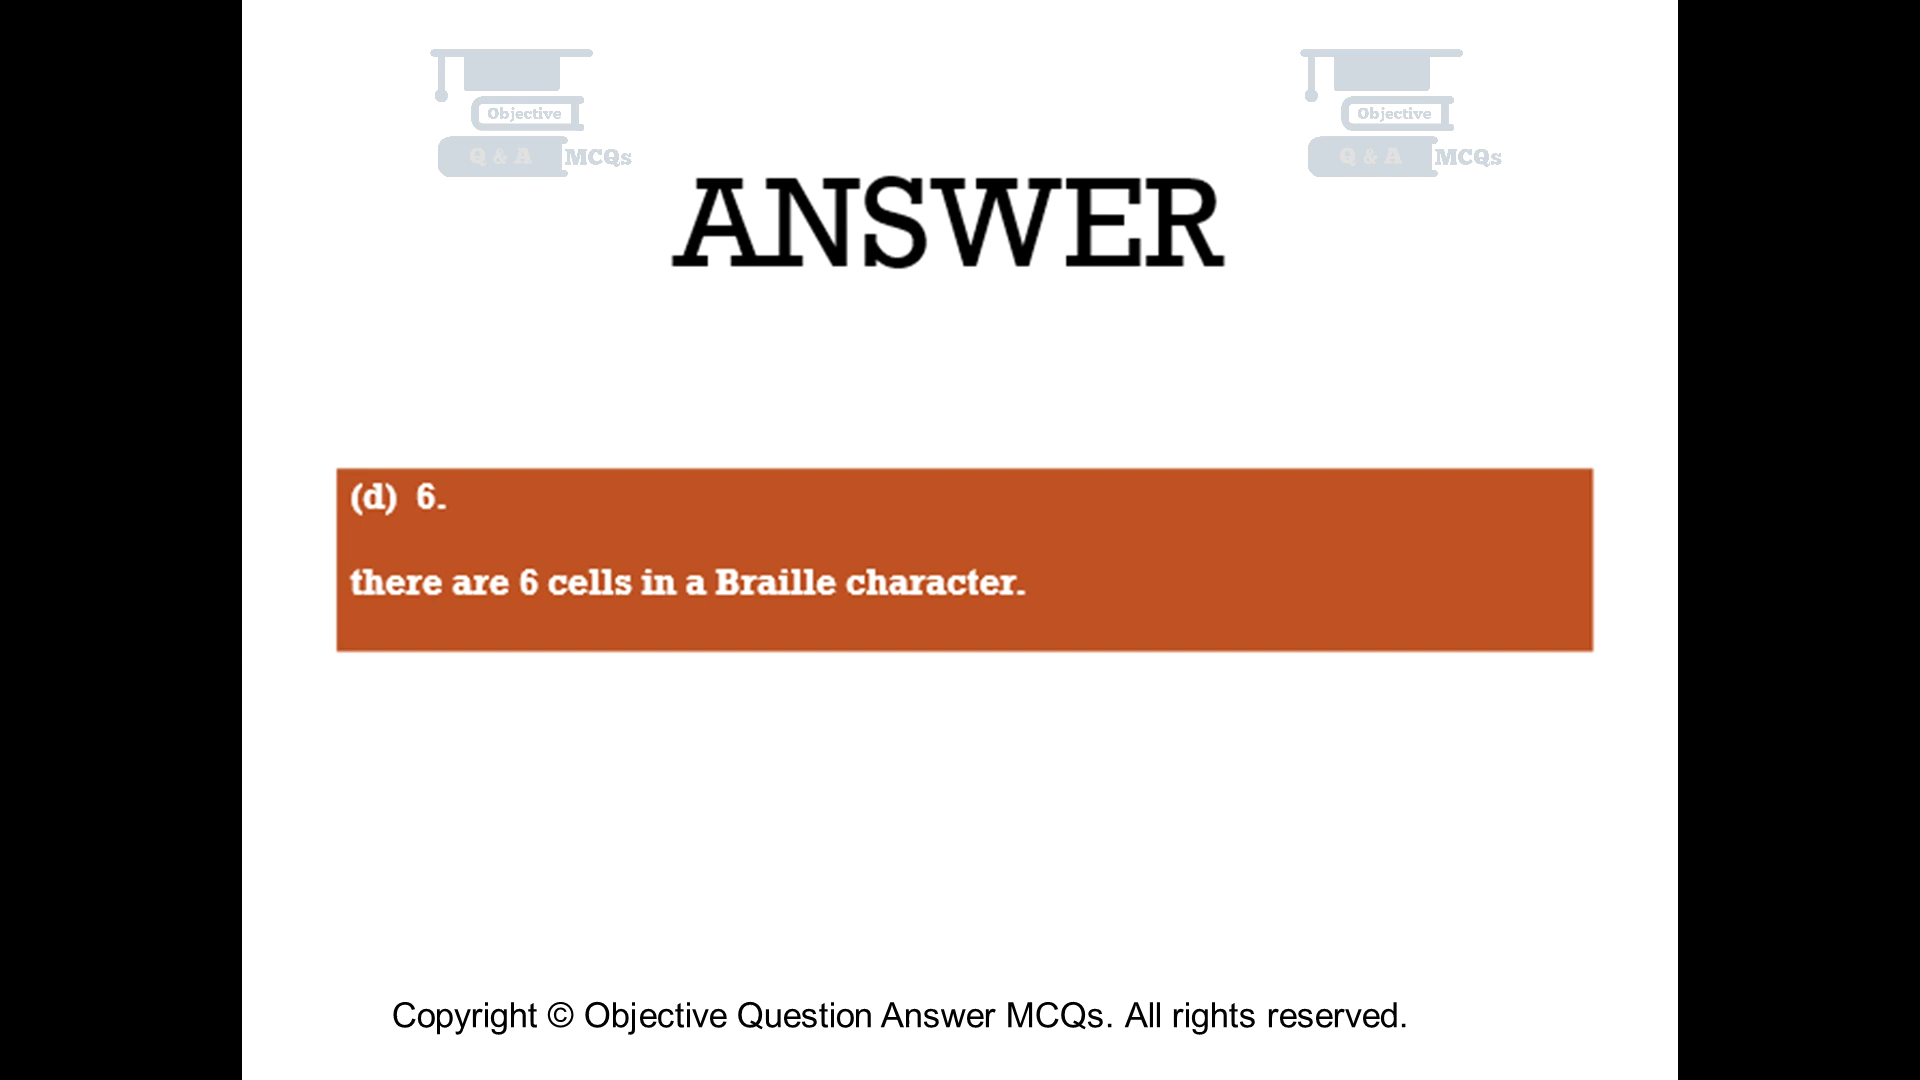 Objective
Q & A MCQs
Objective
Q & A MCQs
ANSWER
(d) 6.
there are 6 cells in a Braille character.
Copyright © Objective Question Answer MCQs. All rights reserved.